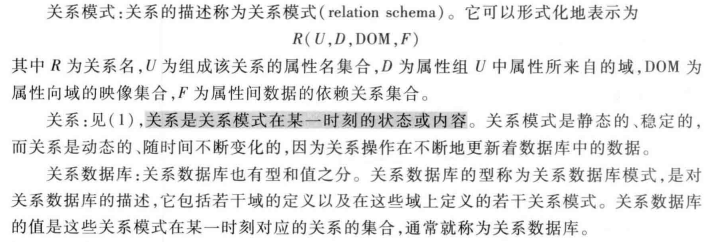 关系模式:关系的描述称为关系模式(relation schema)。它可以形式化地表示为
R(U,D,DOM,F)
其中 R 为关系名,U 为组成该关系的属性名集合,D 为属性组 U 中属性所来自的域,DOM 为
属性向域的映像集合,F 为属性间数据的依赖关系集合。
关系:见(1),关系是关系模式在某一时刻的状态或内容。关系模式是静态的、稳定的,
而关系是动态的、随时间不断变化的,因为关系操作在不断地更新着数据库中的数据。
关系数据库:关系数据库也有型和值之分。关系数据库的型称为关系数据库模式,是对
关系数据库的描述,它包括若干域的定义以及在这些域上定义的若干关系模式。关系数据库
的值是这些关系模式在某一时刻对应的关系的集合,通常就称为关系数据库。